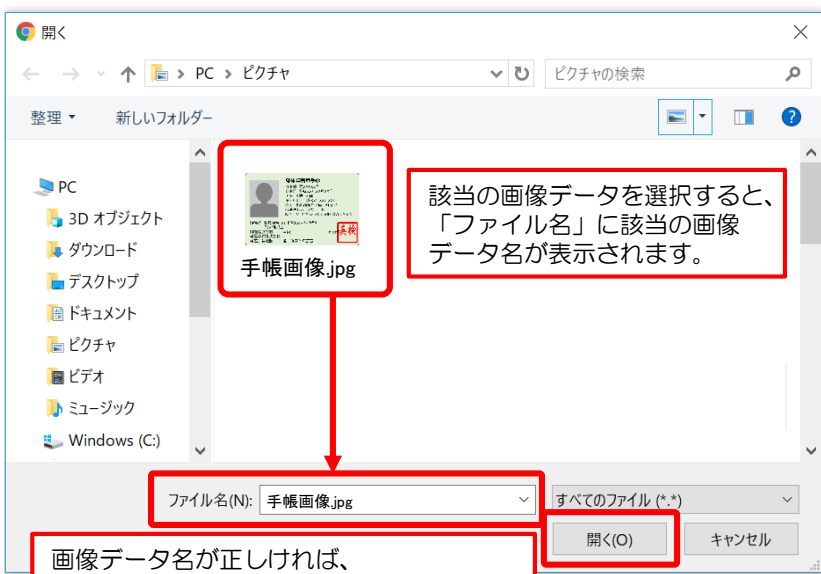 開く
PC > ピクチャ
ピクチャの検索
整理
新しいフォルダー
PC
3D オブジェクト
ダウンロード
デスクトップ
ドキュメント
ピクチャ
ビデオ
ミュージック
Windows (C:)
英検
手帳画像.jpg
該当の画像データを選択すると、
「ファイル名」に該当の画像
データ名が表示されます。
ファイル名(N): 手帳画像.jpg
すべてのファイル (*.*)
開く(O)
キャンセル
画像データ名が正しければ、